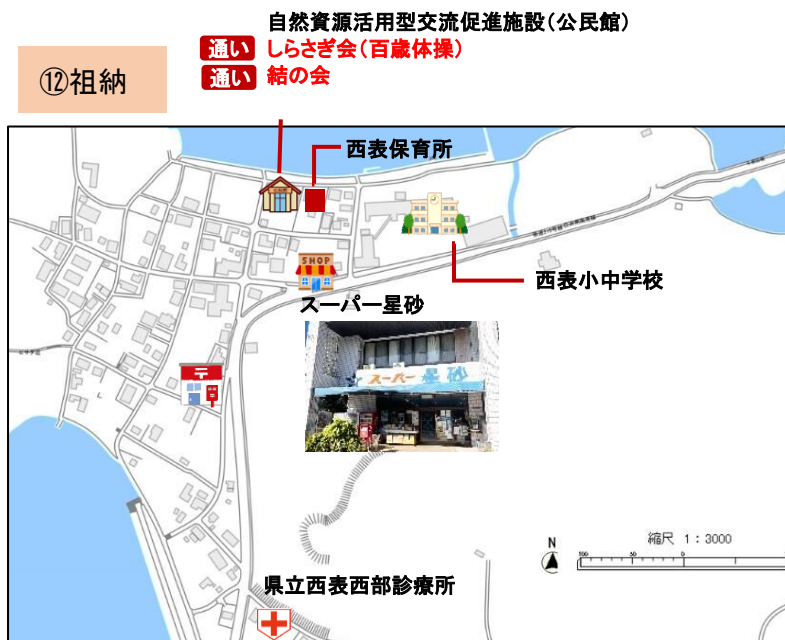 自然資源活用型交流促進施設(公民館)
通い しらさぎ会(百歳体操)
通い 結の会
⑫祖納
西表保育所
西表小中学校
SHOP
スーパー星砂
〒
スーパー星砂
縮尺 1:3000
N
100 50 0
県立西表西部診療所